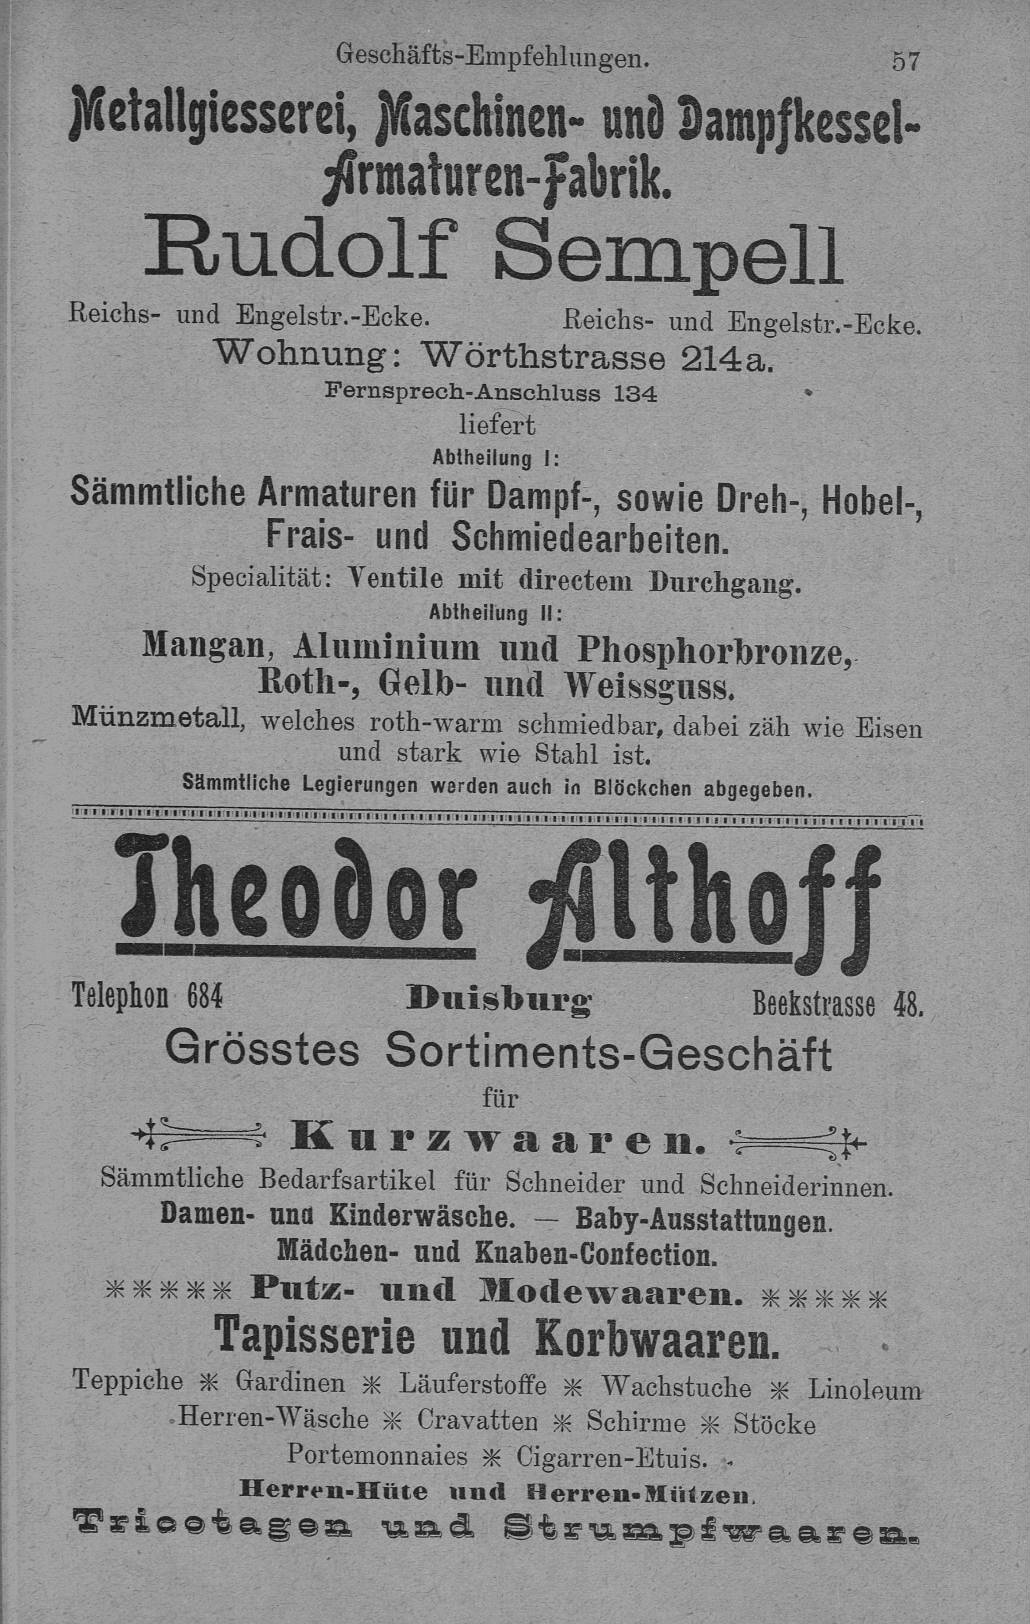 Geschäfts-Empfehlungen. 57
Metallgiesserei, Maschinen- und Dampfkessel-
Armaturen-Fabrik.
Rudolf Sempell
Reichs- und Engelstr.-Ecke. Reichs- und Engelstr.-Ecke.
Wohnung: Wörthstrasse 214a.
Fernsprech-Anschluss 134
liefert
Abtheilung I:
Sämmtliche Armaturen für Dampf-, sowie Dreh-, Hobel-,
Frais- und Schmiedearbeiten.
Specialität: Ventile mit directem Durchgang.
Abtheilung II:
Mangan, Aluminium und Phosphorbronze,
Roth-, Gelb- und Weissguss.
Münzmetall, welches roth-warm schmiedbar, dabei zäh wie Eisen
und stark wie Stahl ist.
Sämmtliche Legierungen werden auch in Blöckchen abgegeben.
Theodor Althoff
Telephon 684 Duisburg Beekstrasse 48.
Grösstes Sortiments-Geschäft
für
Kurzwaaren.
Sämmtliche Bedarfsartikel für Schneider und Schneiderinnen.
Damen- und Kinderwäsche. — Baby-Ausstattungen.
Mädchen- und Knaben-Confection.
***** Putz- und Modewaaren. *****
Tapisserie und Korbwaaren.
Teppiche * Gardinen * Läuferstoffe * Wachstuche * Linoleum
Herren-Wäsche * Cravatten * Schirme * Stöcke
Portemonnaies * Cigarren-Etuis.
Herren-Hüte und Herren-Mützen.
Tricotagen und Strumpfwaaren.